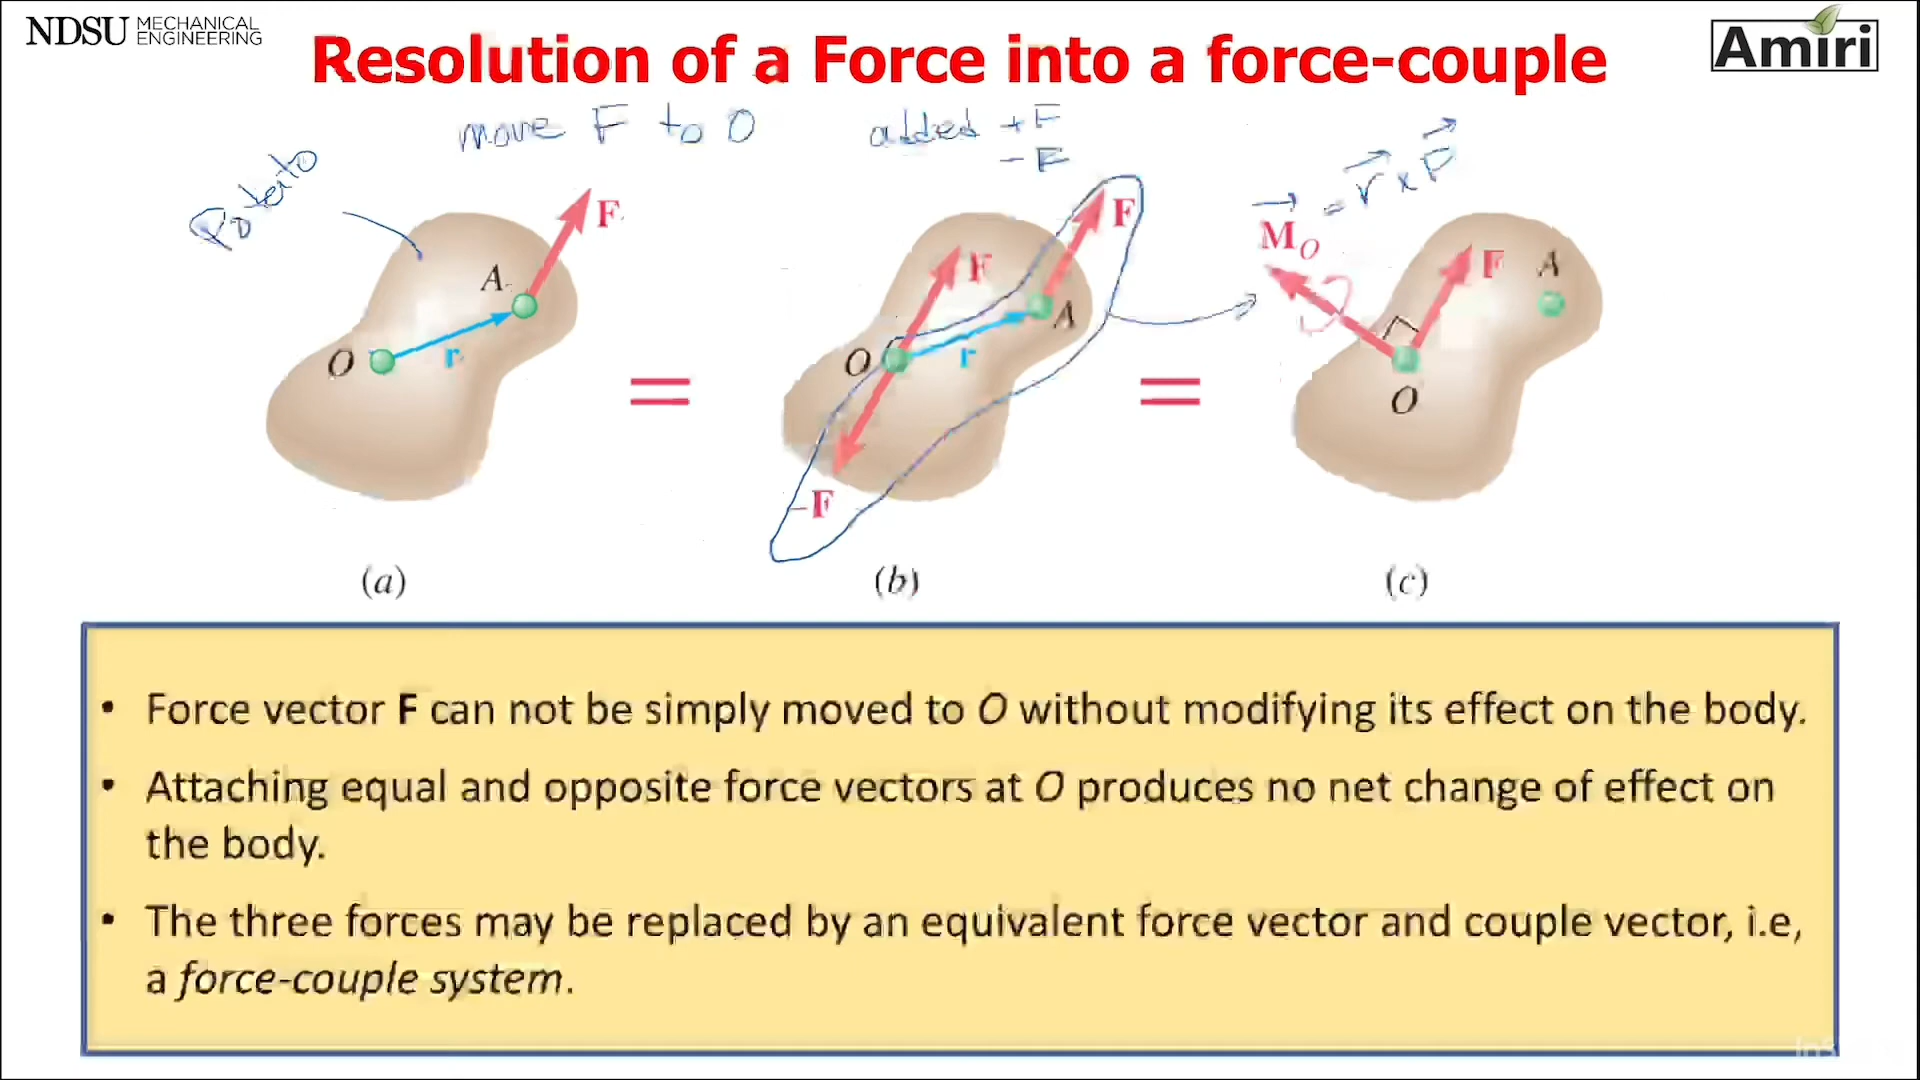 NDSU MECHANICAL ENGINEERING
Amiri
Resolution of a Force into a force-couple
move F to O
added +F
-F
Potato
M_O = r × F
F
A
O
r
=
F
F
O
r
A
-F
=
F
A
O
(a)
(b)
(c)
• Force vector F can not be simply moved to O without modifying its effect on the body.
• Attaching equal and opposite force vectors at O produces no net change of effect on
the body.
• The three forces may be replaced by an equivalent force vector and couple vector, i.e,
a force-couple system.